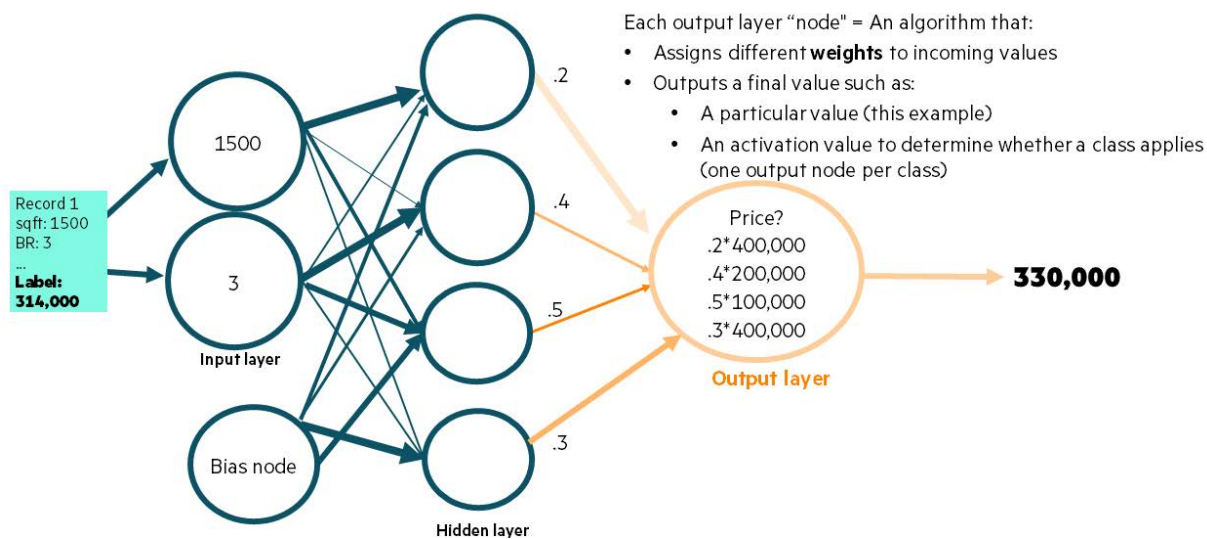 Each output layer “node" = An algorithm that:
• Assigns different weights to incoming values
• Outputs a final value such as:
• A particular value (this example)
• An activation value to determine whether a class applies
(one output node per class)
Record 1
sqft: 1500
BR: 3
...
Label:
314,000
1500
3
Input layer
Bias node
Hidden layer
.2
.4
.5
.3
Price?
.2*400,000
.4*200,000
.5*100,000
.3*400,000
Output layer
330,000